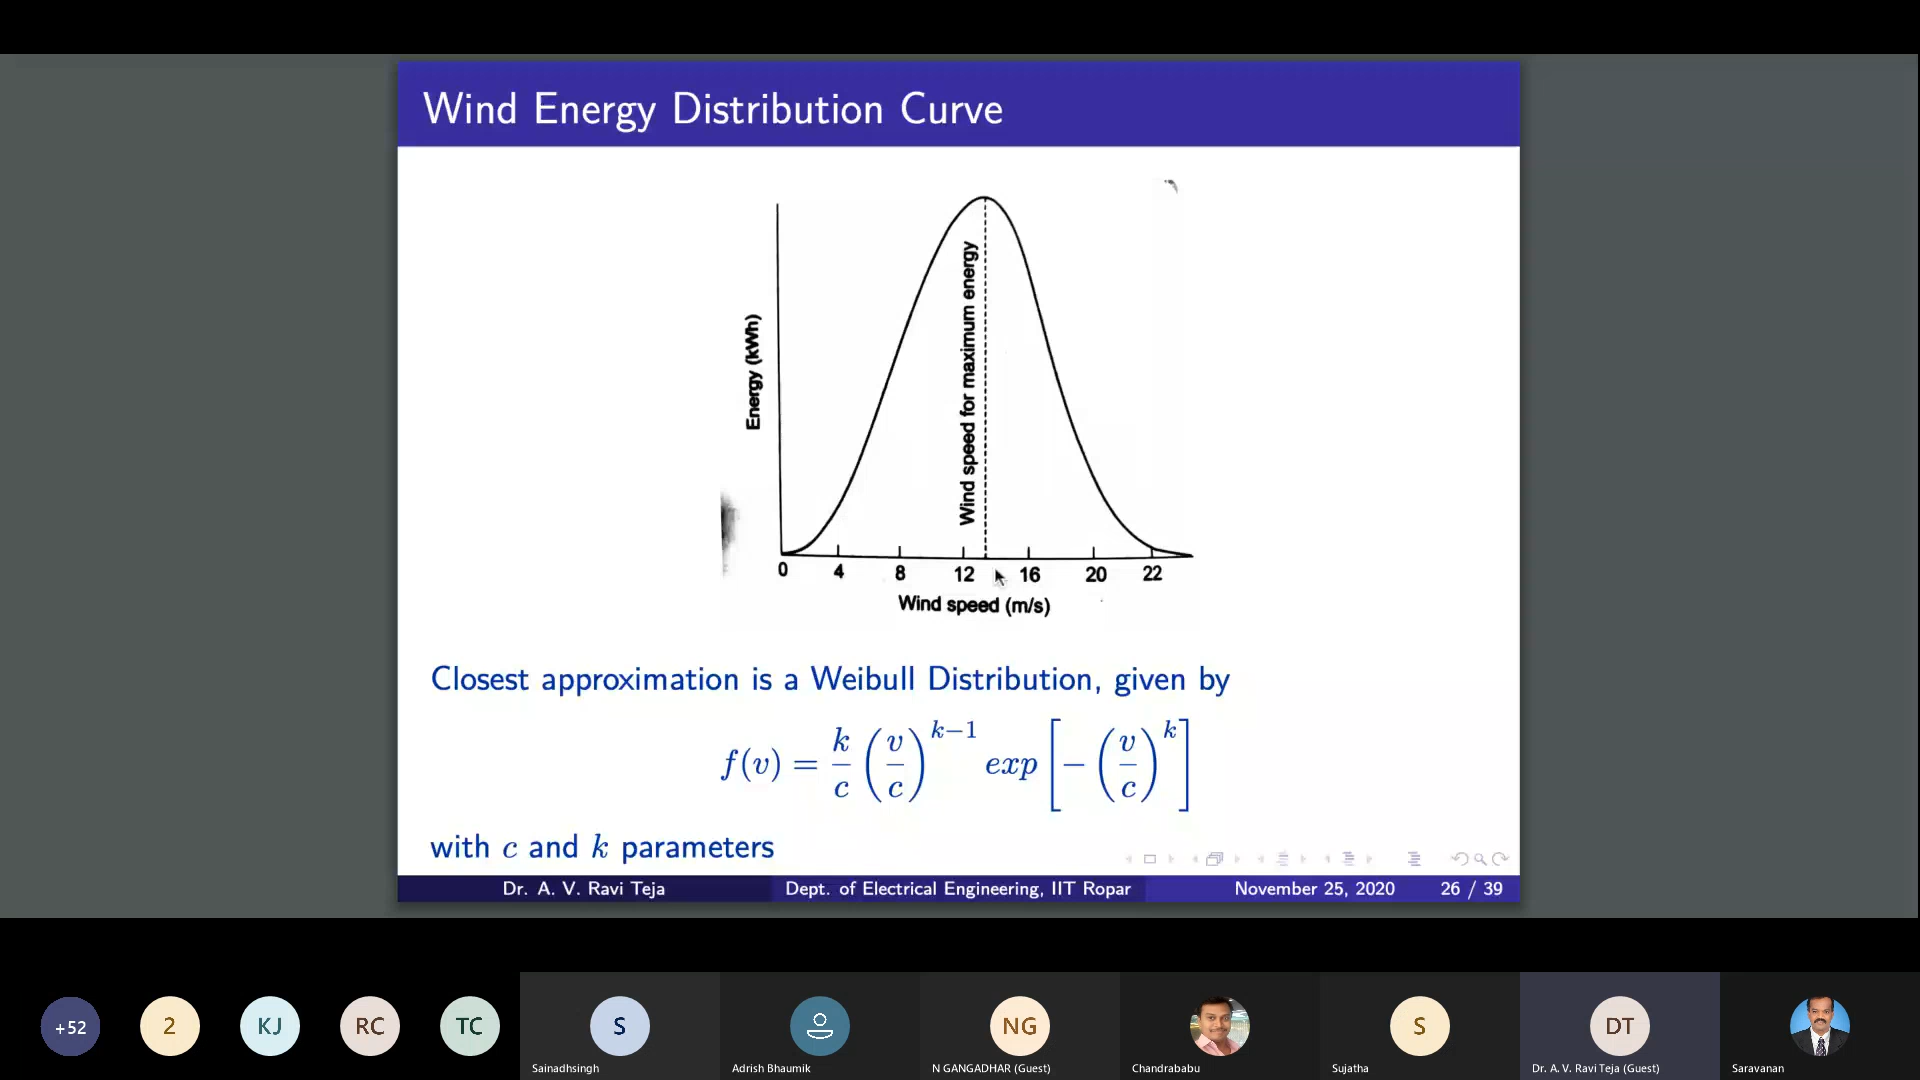 Wind Energy Distribution Curve
Energy (kWh)
Wind speed for maximum energy
0 4 8 12 16 20 22
Wind speed (m/s)
Closest approximation is a Weibull Distribution, given by
f(v) = k/c (v/c)^{k−1} exp[−(v/c)^k]
with c and k parameters
Dr. A. V. Ravi Teja Dept. of Electrical Engineering, IIT Ropar November 25, 2020 26 / 39
+52 2 KJ RC TC S NG S DT
Sainadhsingh Adrish Bhaumik N GANGADHAR (Guest) Chandrababu Sujatha Dr. A. V. Ravi Teja (Guest) Saravanan